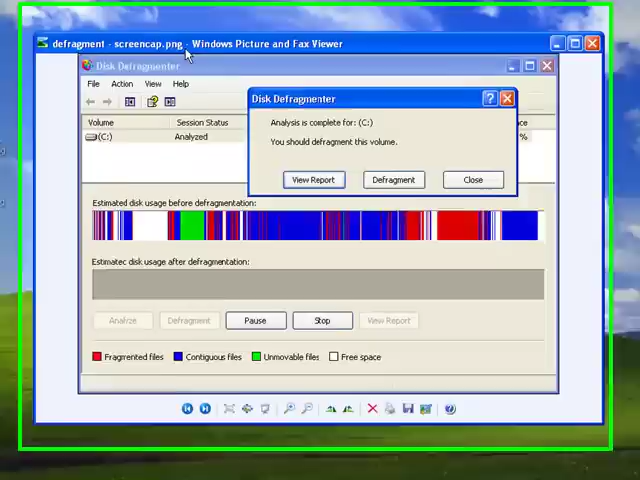 defragment - screencap.png - Windows Picture and Fax Viewer
Disk Defragmenter
File Action View Help
Disk Defragmenter
Analysis is complete for: (C:)
You should defragment this volume.
View Report Defragment Close
Volume Session Status
(C:) Analyzed %
Estimated disk usage before defragmentation:
Estimated disk usage after defragmentation:
Analyze Defragment Pause Stop View Report
Fragmented files Contiguous files Unmovable files Free space